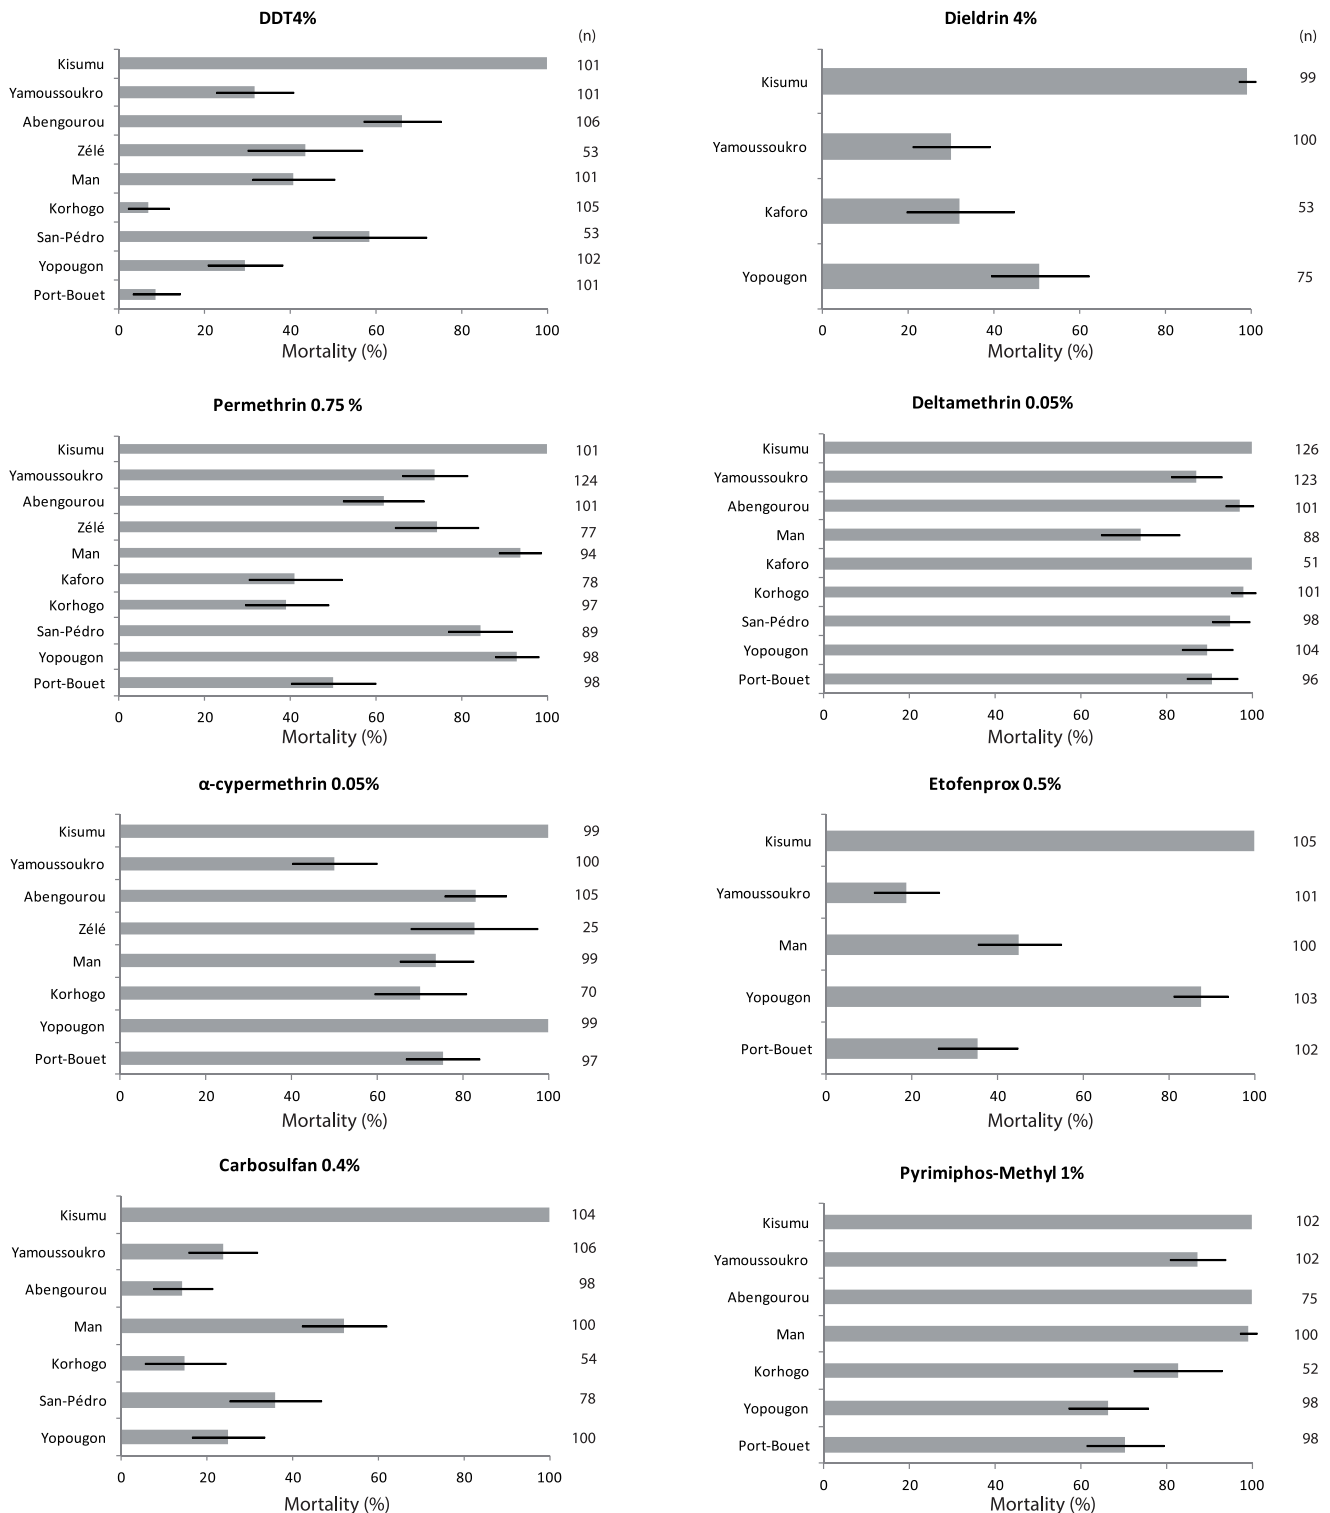 DDT4%
(n)
Kisumu 101
Yamoussoukro 101
Abengourou 106
Zélé 53
Man 101
Korhogo 105
San-Pédro 53
Yopougon 102
Port-Bouet 101
0 20 40 60 80 100
Mortality (%)
Dieldrin 4%
(n)
Kisumu 99
Yamoussoukro 100
Kaforo 53
Yopougon 75
0 20 40 60 80 100
Mortality (%)
Permethrin 0.75 %
Kisumu 101
Yamoussoukro 124
Abengourou 101
Zélé 77
Man 94
Kaforo 78
Korhogo 97
San-Pédro 89
Yopougon 98
Port-Bouet 98
0 20 40 60 80 100
Mortality (%)
Deltamethrin 0.05%
Kisumu 126
Yamoussoukro 123
Abengourou 101
Man 88
Kaforo 51
Korhogo 101
San-Pédro 98
Yopougon 104
Port-Bouet 96
0 20 40 60 80 100
Mortality (%)
α-cypermethrin 0.05%
Kisumu 99
Yamoussoukro 100
Abengourou 105
Zélé 25
Man 99
Korhogo 70
Yopougon 99
Port-Bouet 97
0 20 40 60 80 100
Mortality (%)
Etofenprox 0.5%
Kisumu 105
Yamoussoukro 101
Man 100
Yopougon 103
Port-Bouet 102
0 20 40 60 80 100
Mortality (%)
Carbosulfan 0.4%
Kisumu 104
Yamoussoukro 106
Abengourou 98
Man 100
Korhogo 54
San-Pédro 78
Yopougon 100
0 20 40 60 80 100
Mortality (%)
Pyrimiphos-Methyl 1%
Kisumu 102
Yamoussoukro 102
Abengourou 75
Man 100
Korhogo 52
Yopougon 98
Port-Bouet 98
0 20 40 60 80 100
Mortality (%)